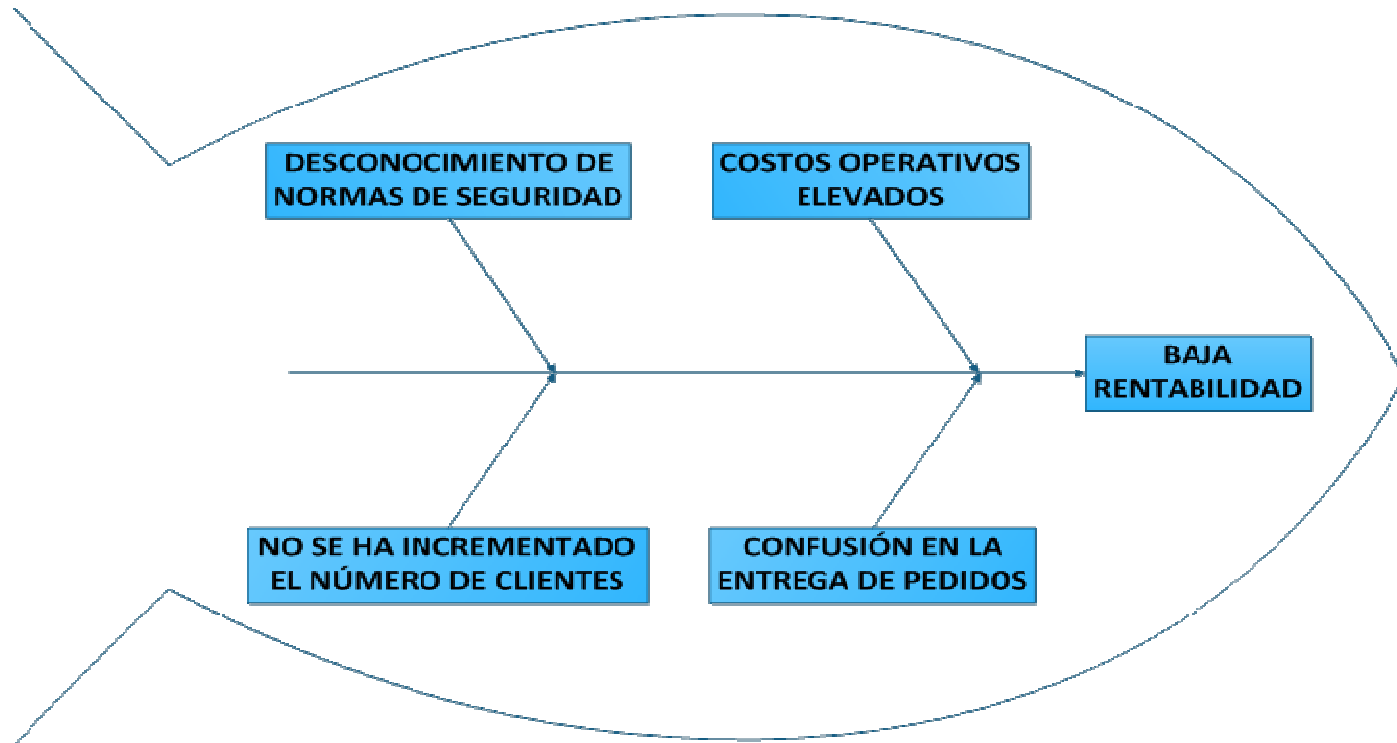 DESCONOCIMIENTO DE
NORMAS DE SEGURIDAD
COSTOS OPERATIVOS
ELEVADOS
BAJA
RENTABILIDAD
NO SE HA INCREMENTADO
EL NÚMERO DE CLIENTES
CONFUSIÓN EN LA
ENTREGA DE PEDIDOS